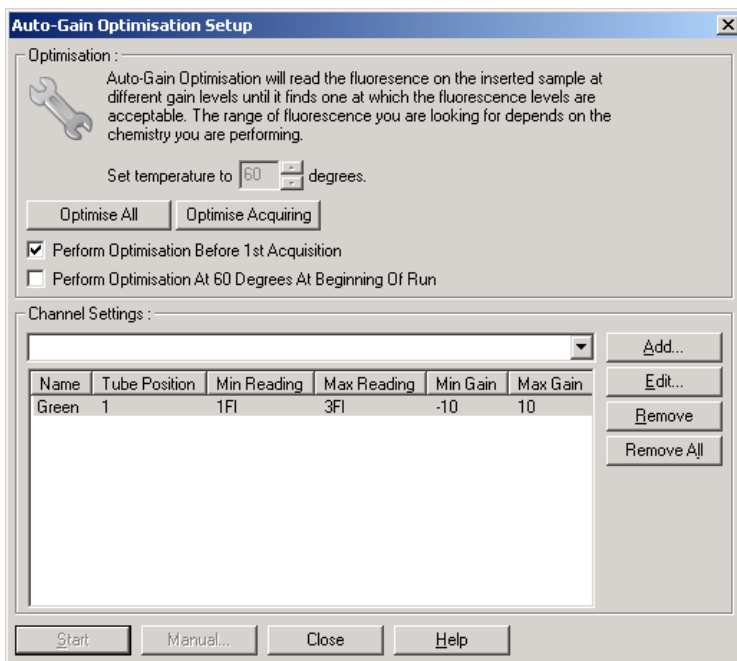 Auto-Gain Optimisation Setup
Optimisation :
Auto-Gain Optimisation will read the fluoresence on the inserted sample at
different gain levels until it finds one at which the fluorescence levels are
acceptable. The range of fluorescence you are looking for depends on the
chemistry you are performing.
Set temperature to 60 degrees.
Optimise All Optimise Acquiring
Perform Optimisation Before 1st Acquisition
Perform Optimisation At 60 Degrees At Beginning Of Run
Channel Settings :
Add...
Name Tube Position Min Reading Max Reading Min Gain Max Gain Edit...
Green 1 1Fl 3Fl -10 10
Remove
Remove All
Start Manual... Close Help